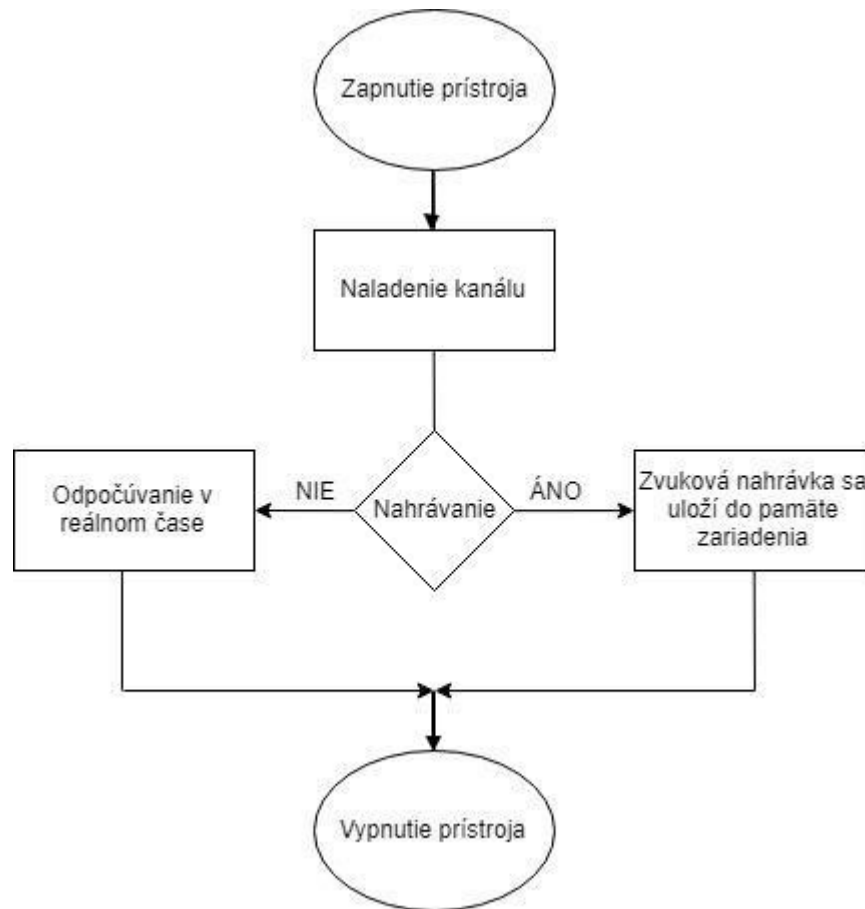 Zapnutie prístroja
Naladenie kanálu
Odpočúvanie v
reálnom čase
NIE
Nahrávanie
ÁNO
Zvuková nahrávka sa
uloží do pamäte
zariadenia
Vypnutie prístroja